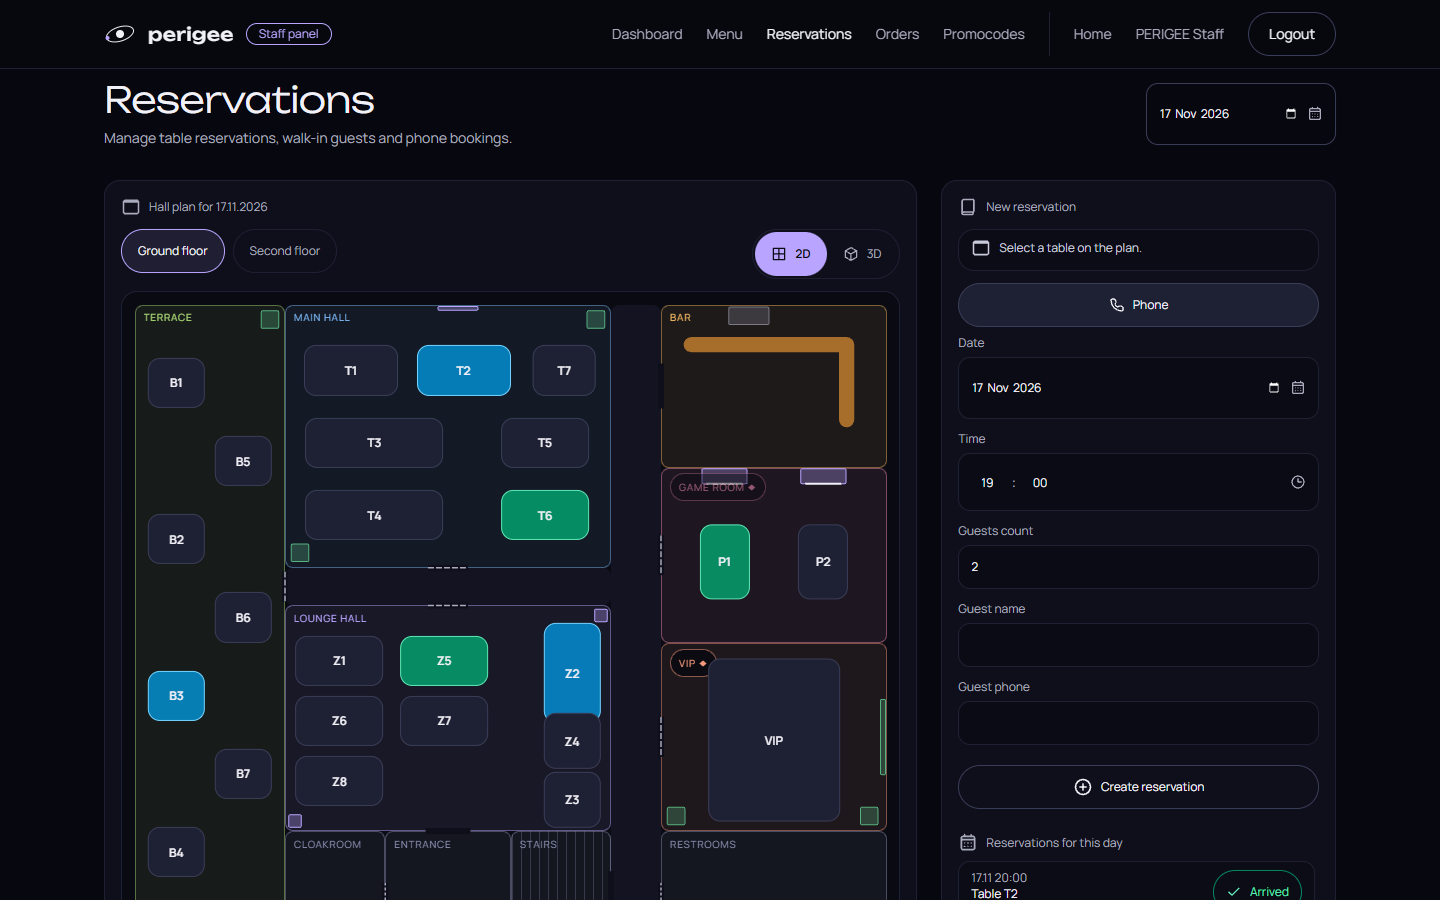 perigee
Staff panel
Dashboard
Menu
Reservations
Orders
Promocodes
Home
PERIGEE Staff
Logout
Reservations
Manage table reservations, walk-in guests and phone bookings.
17 Nov 2026
Hall plan for 17.11.2026
Ground floor
Second floor
2D
3D
TERRACE
B1
B5
B2
B6
B3
B7
B4
MAIN HALL
T1
T2
T7
T3
T5
T4
T6
LOUNGE HALL
Z1
Z5
Z2
Z6
Z7
Z4
Z8
Z3
CLOAKROOM
ENTRANCE
STAIRS
BAR
GAME ROOM
P1
P2
VIP
VIP
RESTROOMS
New reservation
Select a table on the plan.
Phone
Date
17 Nov 2026
Time
19 : 00
Guests count
2
Guest name
Guest phone
Create reservation
Reservations for this day
17.11 20:00
Table T2
Arrived